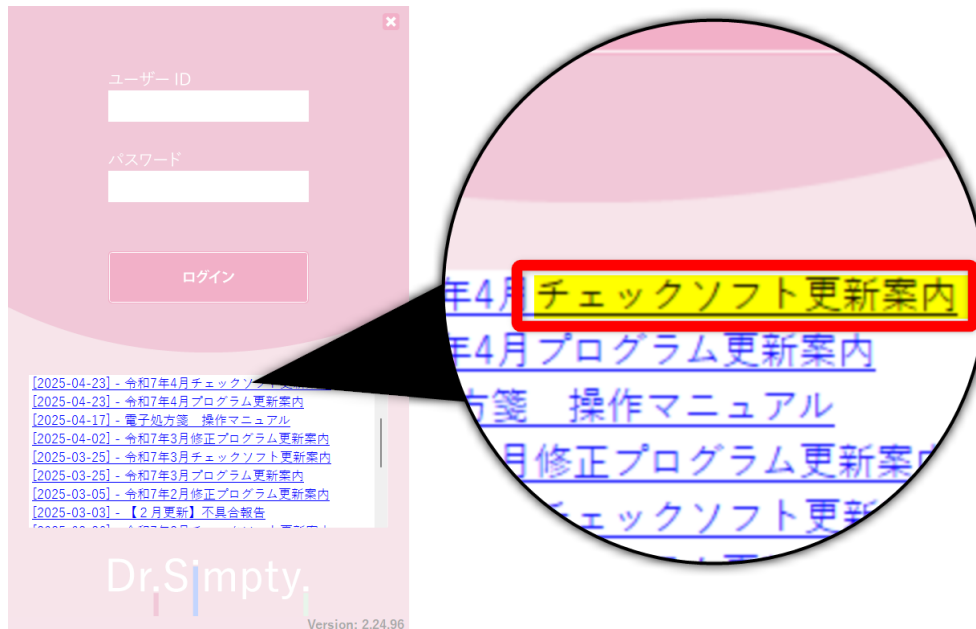 ユーザー ID
パスワード
ログイン
[2025-04-23] - 令和7年4月チェックソフト更新案内
[2025-04-23] - 令和7年4月プログラム更新案内
[2025-04-17] - 電子処方箋 操作マニュアル
[2025-04-02] - 令和7年3月修正プログラム更新案内
[2025-03-25] - 令和7年3月チェックソフト更新案内
[2025-03-25] - 令和7年3月プログラム更新案内
[2025-03-05] - 令和7年2月修正プログラム更新案内
[2025-03-03] - 【２月更新】不具合報告
Dr.Simpty.
Version: 2.24.96
年4月チェックソフト更新案内
年4月プログラム更新案内
方箋 操作マニュアル
月修正プログラム更新案内
チェックソフト更新